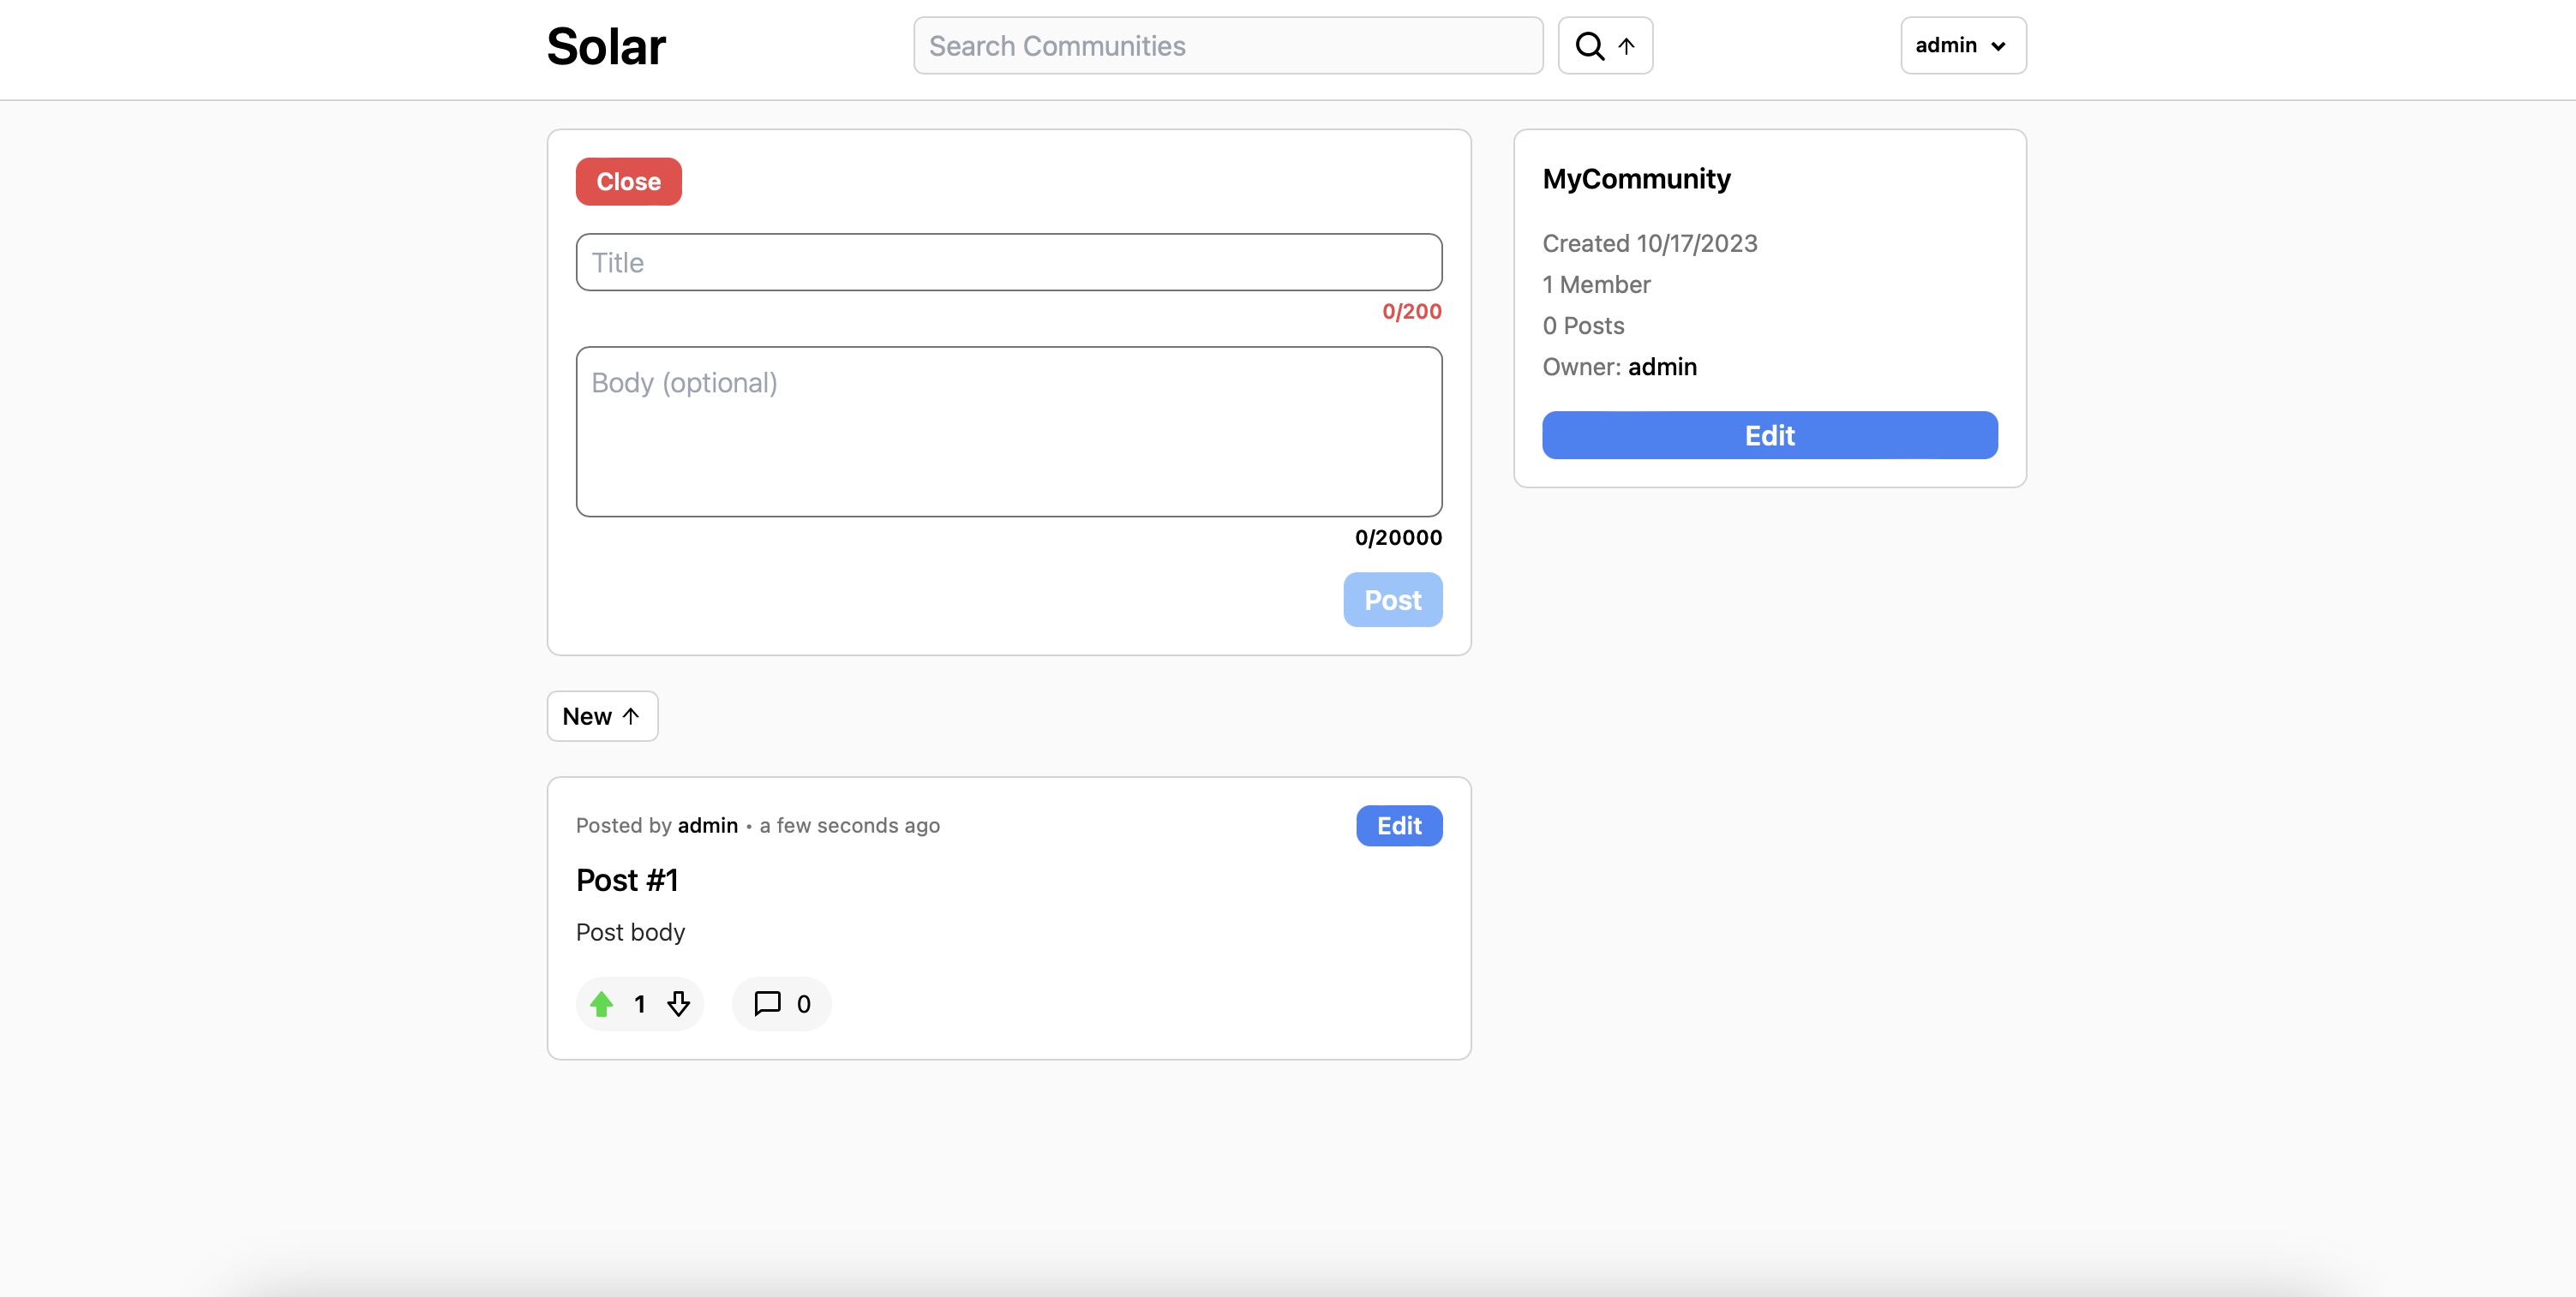 Solar
Search Communities
admin
Close
Title
0/200
Body (optional)
0/20000
Post
MyCommunity
Created 10/17/2023
1 Member
0 Posts
Owner: admin
Edit
New ↑
Posted by admin • a few seconds ago
Edit
Post #1
Post body
1
0